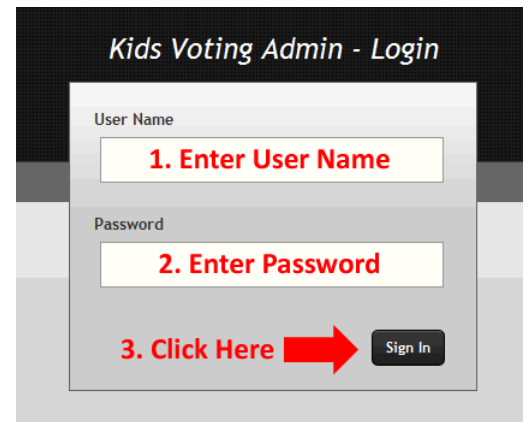 Kids Voting Admin - Login
User Name
1. Enter User Name
Password
2. Enter Password
3. Click Here
Sign In